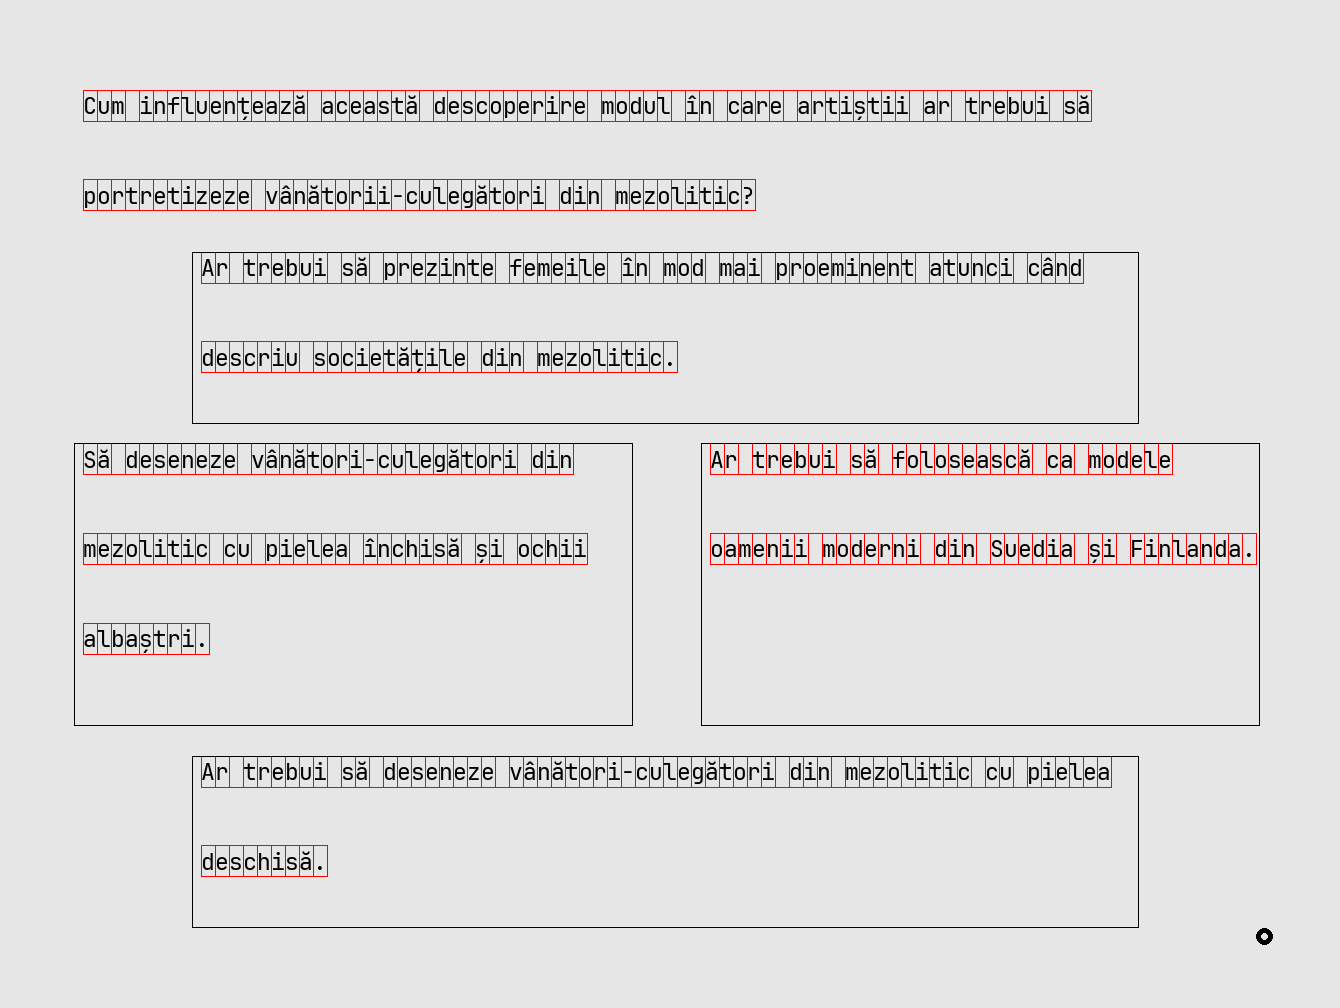 Cum influențează această descoperire modul în care artiștii ar trebui să
portretizeze vânătorii-culegători din mezolitic?
Ar trebui să prezinte femeile în mod mai proeminent atunci când
descriu societățile din mezolitic.
Să deseneze vânători-culegători din
mezolitic cu pielea închisă și ochii
albaștri.
Ar trebui să folosească ca modele
oamenii moderni din Suedia și Finlanda.
Ar trebui să deseneze vânători-culegători din mezolitic cu pielea
deschisă.